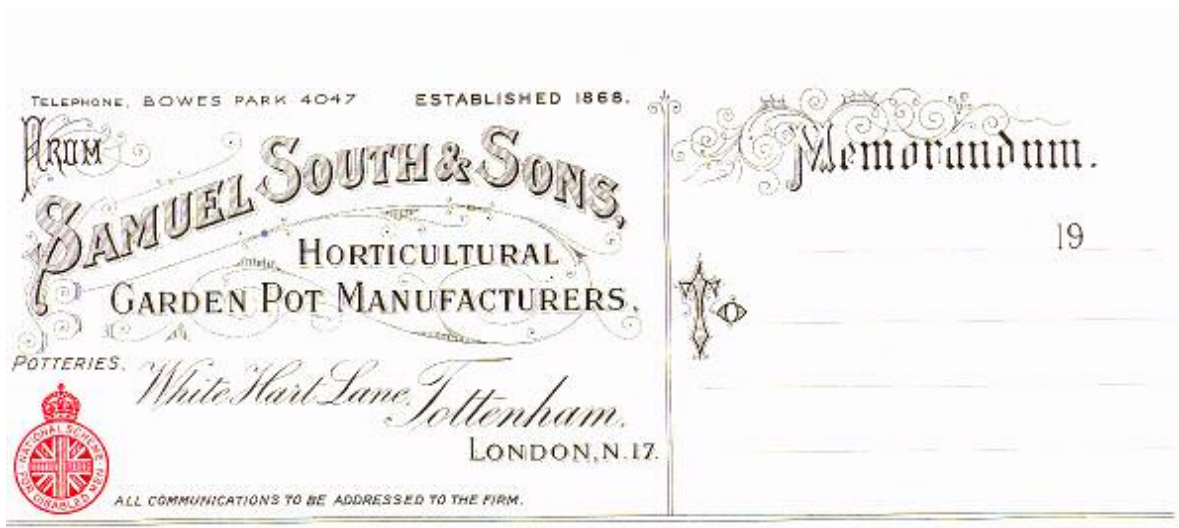 TELEPHONE, BOWES PARK 4047
ESTABLISHED 1868.
FROM
SAMUEL SOUTH & SONS,
HORTICULTURAL
GARDEN POT MANUFACTURERS.
POTTERIES.
White Hart Lane, Tottenham,
LONDON, N.17.
NATIONAL SCHEME
FOR DISABLED MEN
ALL COMMUNICATIONS TO BE ADDRESSED TO THE FIRM.
Memorandum.
19
To